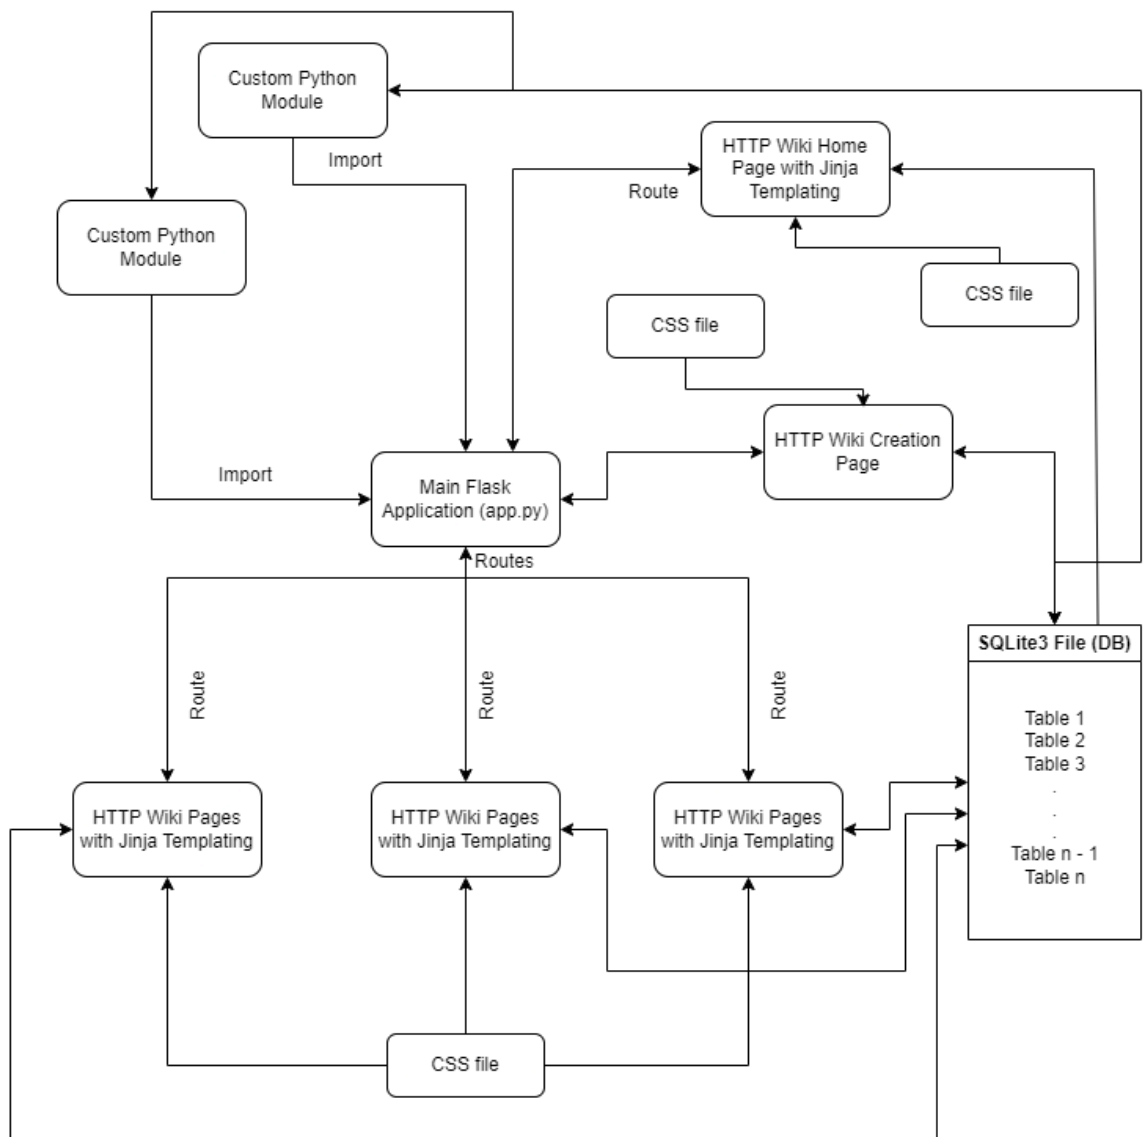 Custom Python
Module
Import
HTTP Wiki Home
Page with Jinja
Templating
Route
Custom Python
Module
CSS file
CSS file
HTTP Wiki Creation
Page
Import
Main Flask
Application (app.py)
Routes
SQLite3 File (DB)
Route
Route
Route
Table 1
Table 2
Table 3
.
.
.
Table n - 1
Table n
HTTP Wiki Pages
with Jinja Templating
HTTP Wiki Pages
with Jinja Templating
HTTP Wiki Pages
with Jinja Templating
CSS file